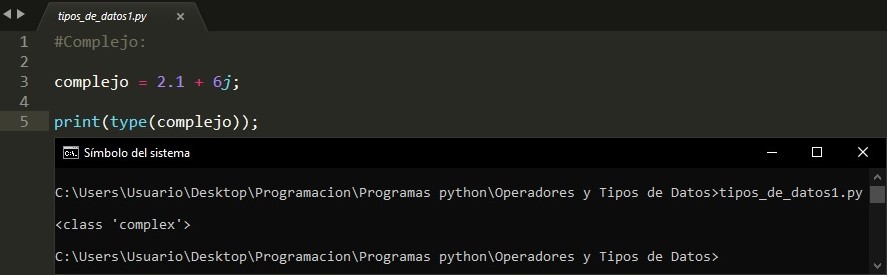 tipos_de_datos1.py ×
1 #Complejo:
2
3 complejo = 2.1 + 6j;
4
5 print(type(complejo));
Símbolo del sistema
C:\Users\Usuario\Desktop\Programacion\Programas python\Operadores y Tipos de Datos>tipos_de_datos1.py
<class 'complex'>
C:\Users\Usuario\Desktop\Programacion\Programas python\Operadores y Tipos de Datos>